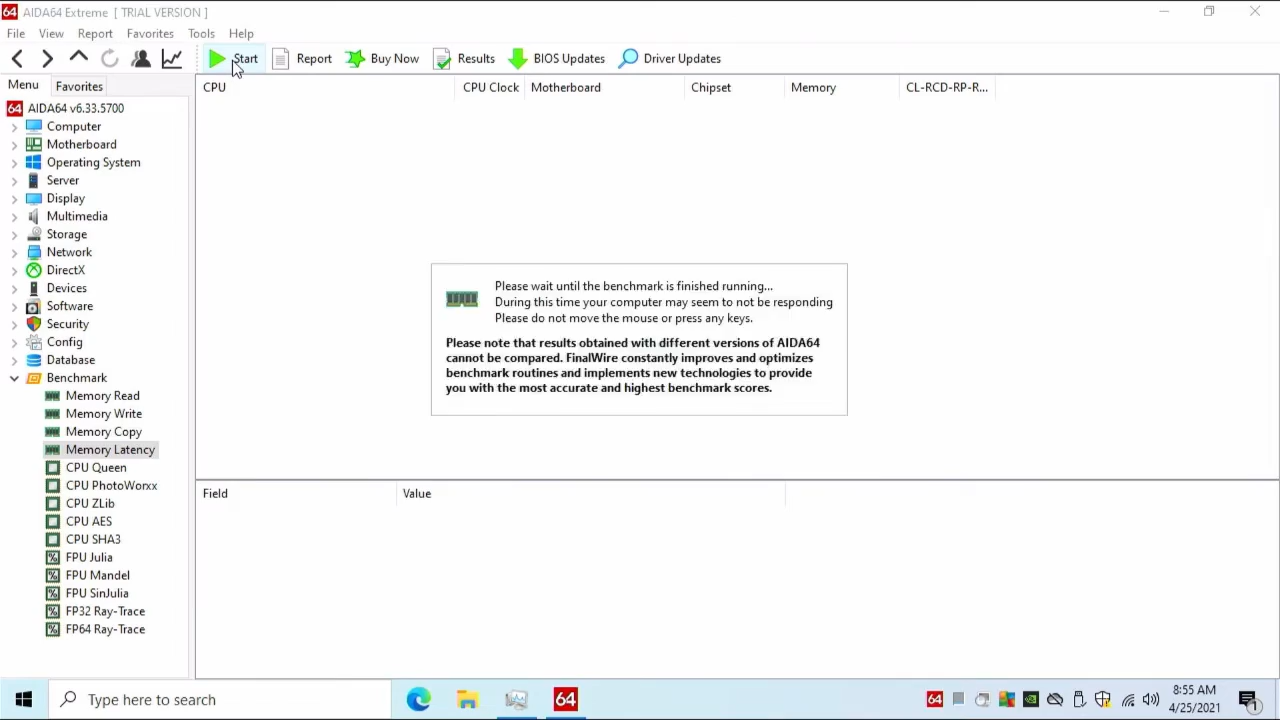 64 AIDA64 Extreme [ TRIAL VERSION ]
File View Report Favorites Tools Help
Start Report Buy Now Results BIOS Updates Driver Updates
Menu Favorites
CPU CPU Clock Motherboard Chipset Memory CL-RCD-RP-R...
64 AIDA64 v6.33.5700
Computer
Motherboard
Operating System
Server
Display
Multimedia
Storage
Network
DirectX
Devices
Software
Security
Config
Database
Benchmark
Memory Read
Memory Write
Memory Copy
Memory Latency
CPU Queen
CPU PhotoWorxx
CPU ZLib
CPU AES
CPU SHA3
FPU Julia
FPU Mandel
FPU SinJulia
FP32 Ray-Trace
FP64 Ray-Trace
Please wait until the benchmark is finished running...
During this time your computer may seem to not be responding
Please do not move the mouse or press any keys.
Please note that results obtained with different versions of AIDA64
cannot be compared. FinalWire constantly improves and optimizes
benchmark routines and implements new technologies to provide
you with the most accurate and highest benchmark scores.
Field Value
Type here to search
64
64
8:55 AM
4/25/2021
1